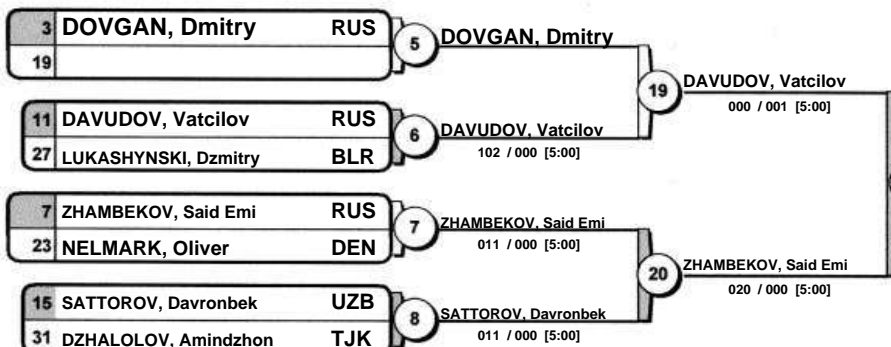 3 DOVGAN, Dmitry RUS
19
5 DOVGAN, Dmitry
11 DAVUDOV, Vatcilov RUS
27 LUKASHYNSKI, Dzmitry BLR
6 DAVUDOV, Vatcilov
102 / 000 [5:00]
19 DAVUDOV, Vatcilov
000 / 001 [5:00]
7 ZHAMBEKOV, Said Emi RUS
23 NELMARK, Oliver DEN
7 ZHAMBEKOV, Said Emi
011 / 000 [5:00]
15 SATTOROV, Davronbek UZB
31 DZHALOLOV, Amindzhon TJK
8 SATTOROV, Davronbek
011 / 000 [5:00]
20 ZHAMBEKOV, Said Emi
020 / 000 [5:00]